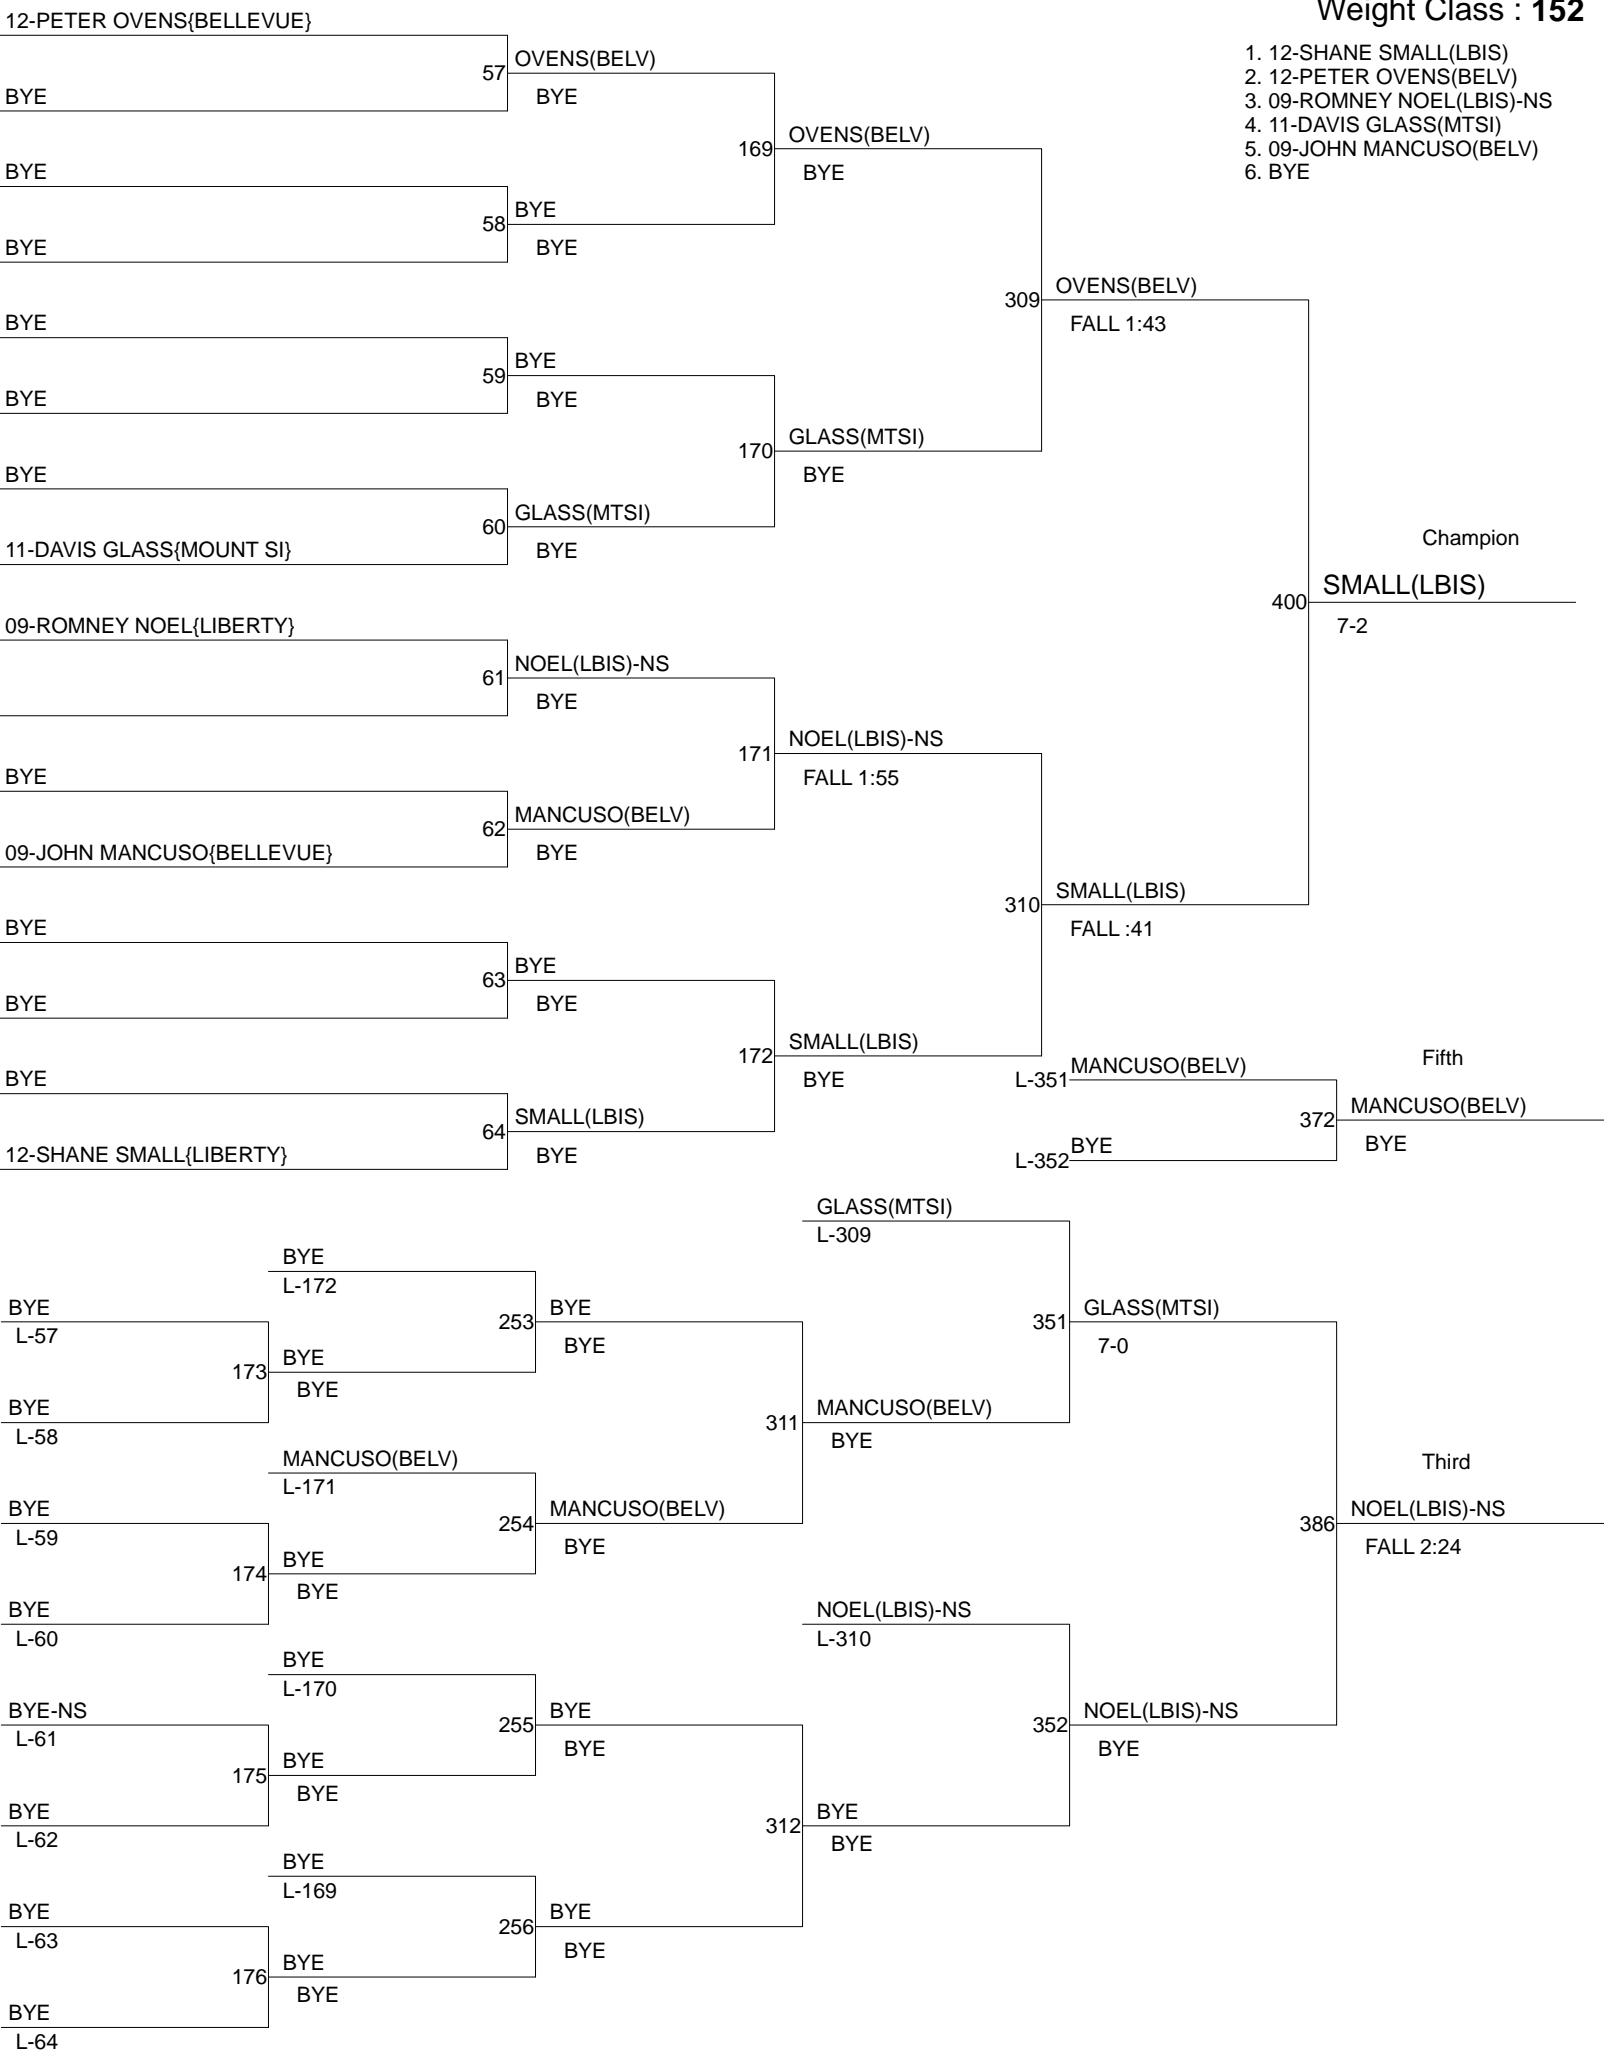 12-PETER OVENS{BELLEVUE}
Weight Class : 152
1. 12-SHANE SMALL(LBIS)
2. 12-PETER OVENS(BELV)
3. 09-ROMNEY NOEL(LBIS)-NS
4. 11-DAVIS GLASS(MTSI)
5. 09-JOHN MANCUSO(BELV)
6. BYE
57
OVENS(BELV)
BYE
BYE
169
OVENS(BELV)
BYE
BYE
58
BYE
BYE
BYE
309
OVENS(BELV)
FALL 1:43
BYE
59
BYE
BYE
BYE
170
GLASS(MTSI)
BYE
BYE
60
GLASS(MTSI)
BYE
11-DAVIS GLASS{MOUNT SI}
Champion
400
SMALL(LBIS)
7-2
09-ROMNEY NOEL{LIBERTY}
61
NOEL(LBIS)-NS
BYE
171
NOEL(LBIS)-NS
FALL 1:55
BYE
62
MANCUSO(BELV)
BYE
09-JOHN MANCUSO{BELLEVUE}
310
SMALL(LBIS)
FALL :41
BYE
63
BYE
BYE
BYE
172
SMALL(LBIS)
BYE
BYE
64
SMALL(LBIS)
BYE
12-SHANE SMALL{LIBERTY}
L-351
MANCUSO(BELV)
Fifth
372
MANCUSO(BELV)
BYE
L-352
BYE
GLASS(MTSI)
L-309
BYE
L-172
BYE
L-57
253
BYE
BYE
351
GLASS(MTSI)
7-0
173
BYE
BYE
BYE
L-58
311
MANCUSO(BELV)
BYE
MANCUSO(BELV)
L-171
Third
BYE
L-59
254
MANCUSO(BELV)
BYE
386
NOEL(LBIS)-NS
FALL 2:24
174
BYE
BYE
BYE
L-60
NOEL(LBIS)-NS
L-310
BYE
L-170
BYE-NS
L-61
255
BYE
BYE
352
NOEL(LBIS)-NS
BYE
175
BYE
BYE
BYE
L-62
312
BYE
BYE
BYE
L-169
BYE
L-63
256
BYE
BYE
176
BYE
BYE
BYE
L-64